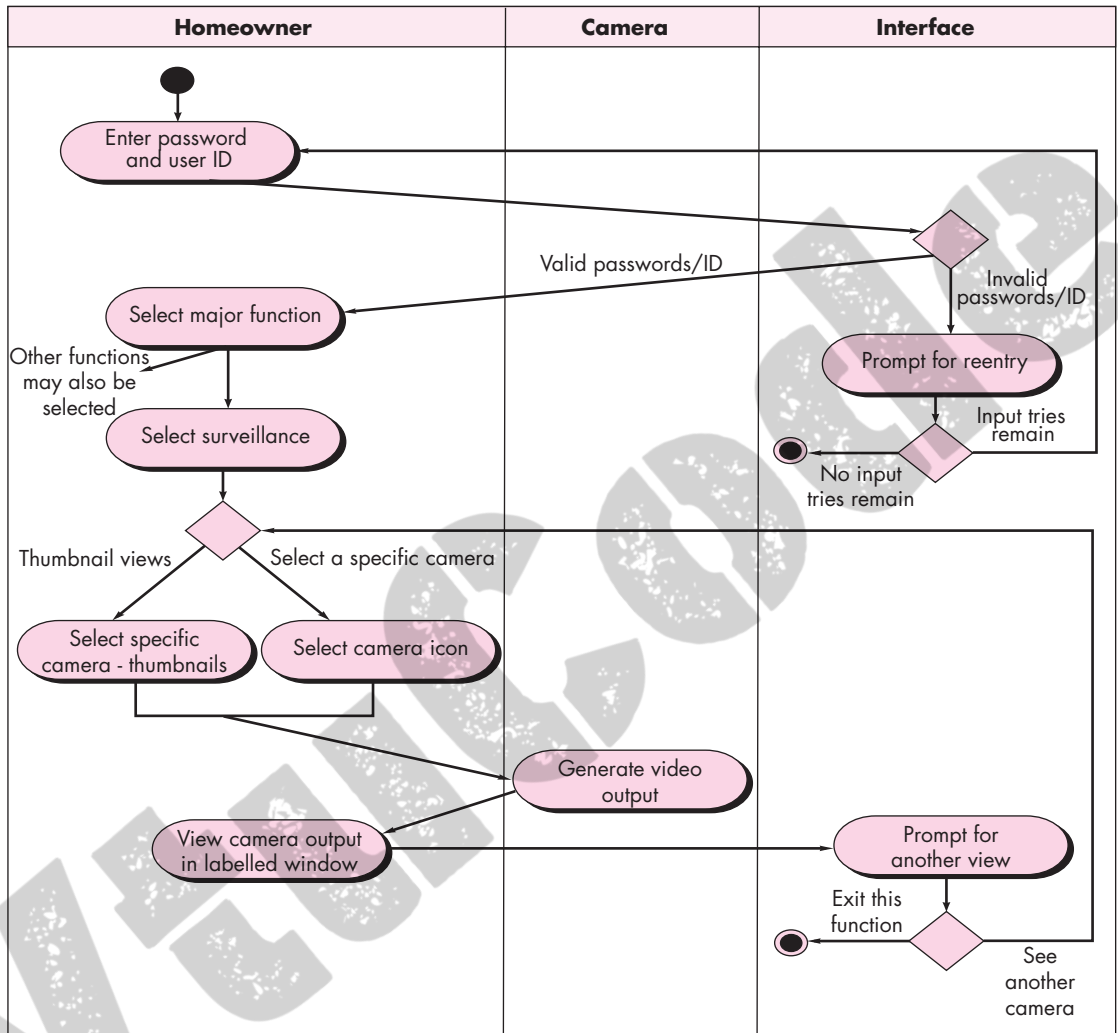 Homeowner
Camera
Interface
Enter password
and user ID
Valid passwords/ID
Invalid
passwords/ID
Select major function
Other functions
may also be
selected
Prompt for reentry
Select surveillance
Input tries
remain
No input
tries remain
Thumbnail views
Select a specific camera
Select specific
camera - thumbnails
Select camera icon
Generate video
output
View camera output
in labelled window
Prompt for
another view
Exit this
function
See
another
camera
vtucode